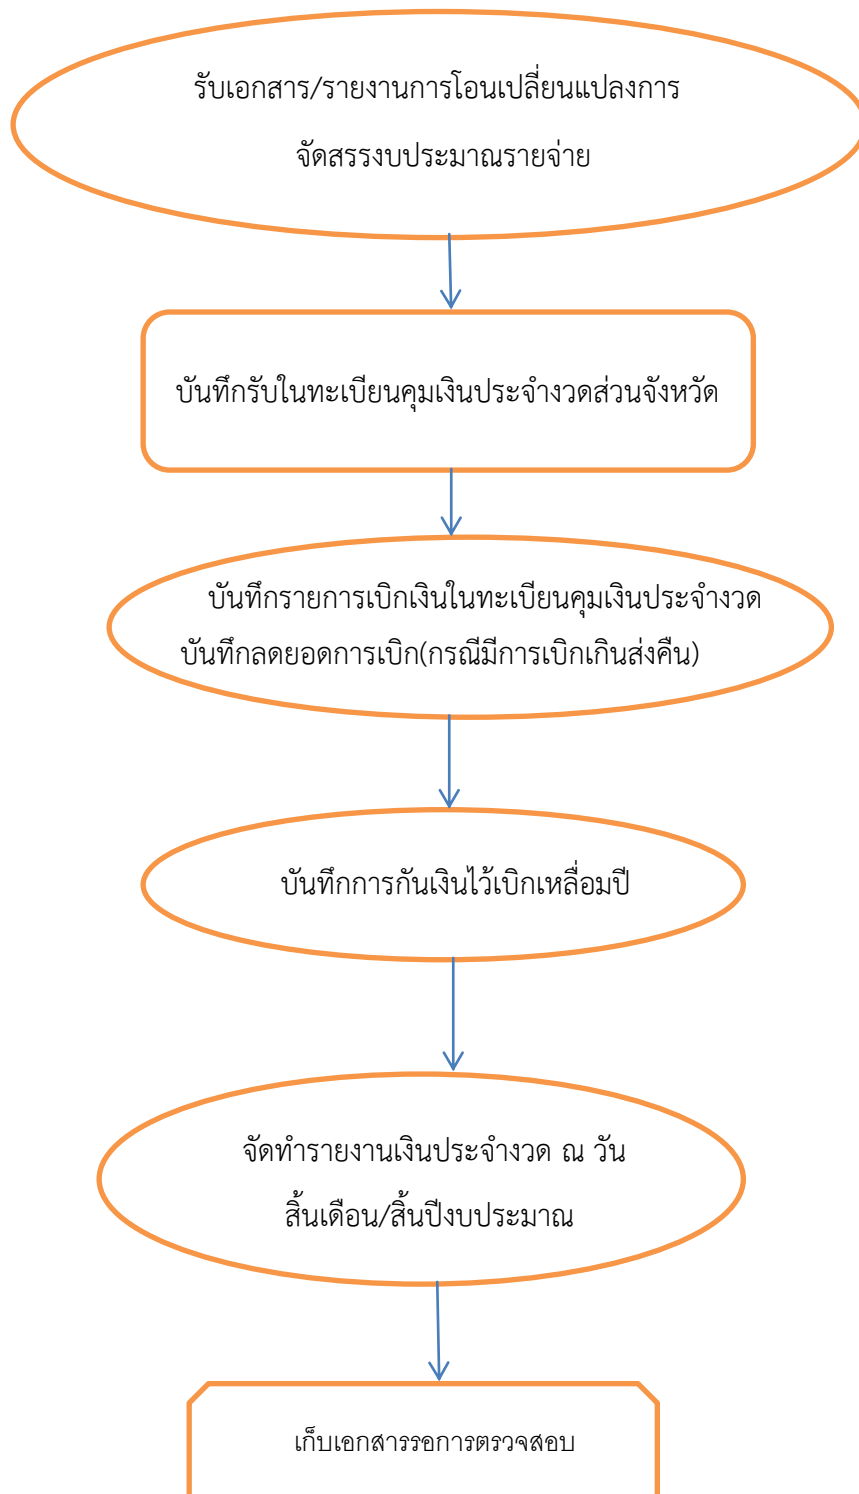 รับเอกสาร/รายงานการโอนเปลี่ยนแปลงการ
จัดสรรงบประมาณรายจ่าย
บันทึกรับในทะเบียนคุมเงินประจำงวดส่วนจังหวัด
บันทึกรายการเบิกเงินในทะเบียนคุมเงินประจำงวด
บันทึกลดยอดการเบิก(กรณีมีการเบิกเกินส่งคืน)
บันทึกการกันเงินไว้เบิกเหลื่อมปี
จัดทำรายงานเงินประจำงวด ณ วัน
สิ้นเดือน/สิ้นปีงบประมาณ
เก็บเอกสารรอการตรวจสอบ